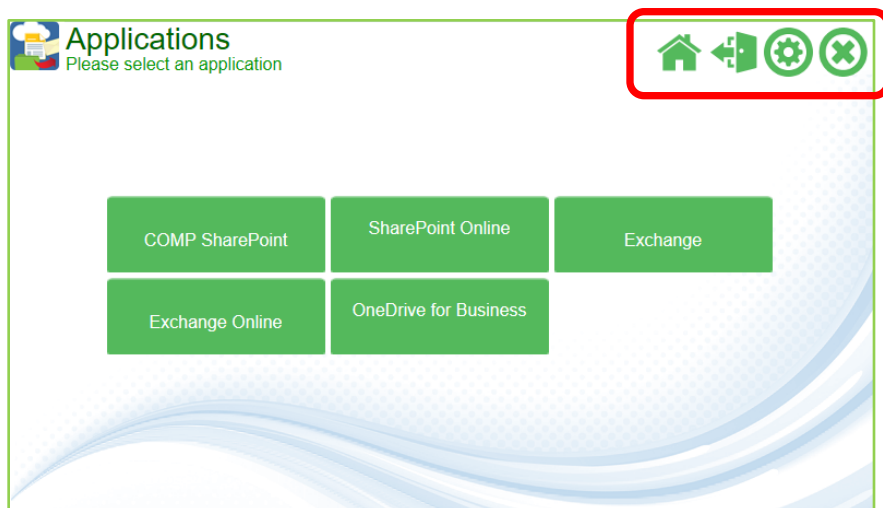 Applications
Please select an application
COMP SharePoint
SharePoint Online
Exchange
Exchange Online
OneDrive for Business